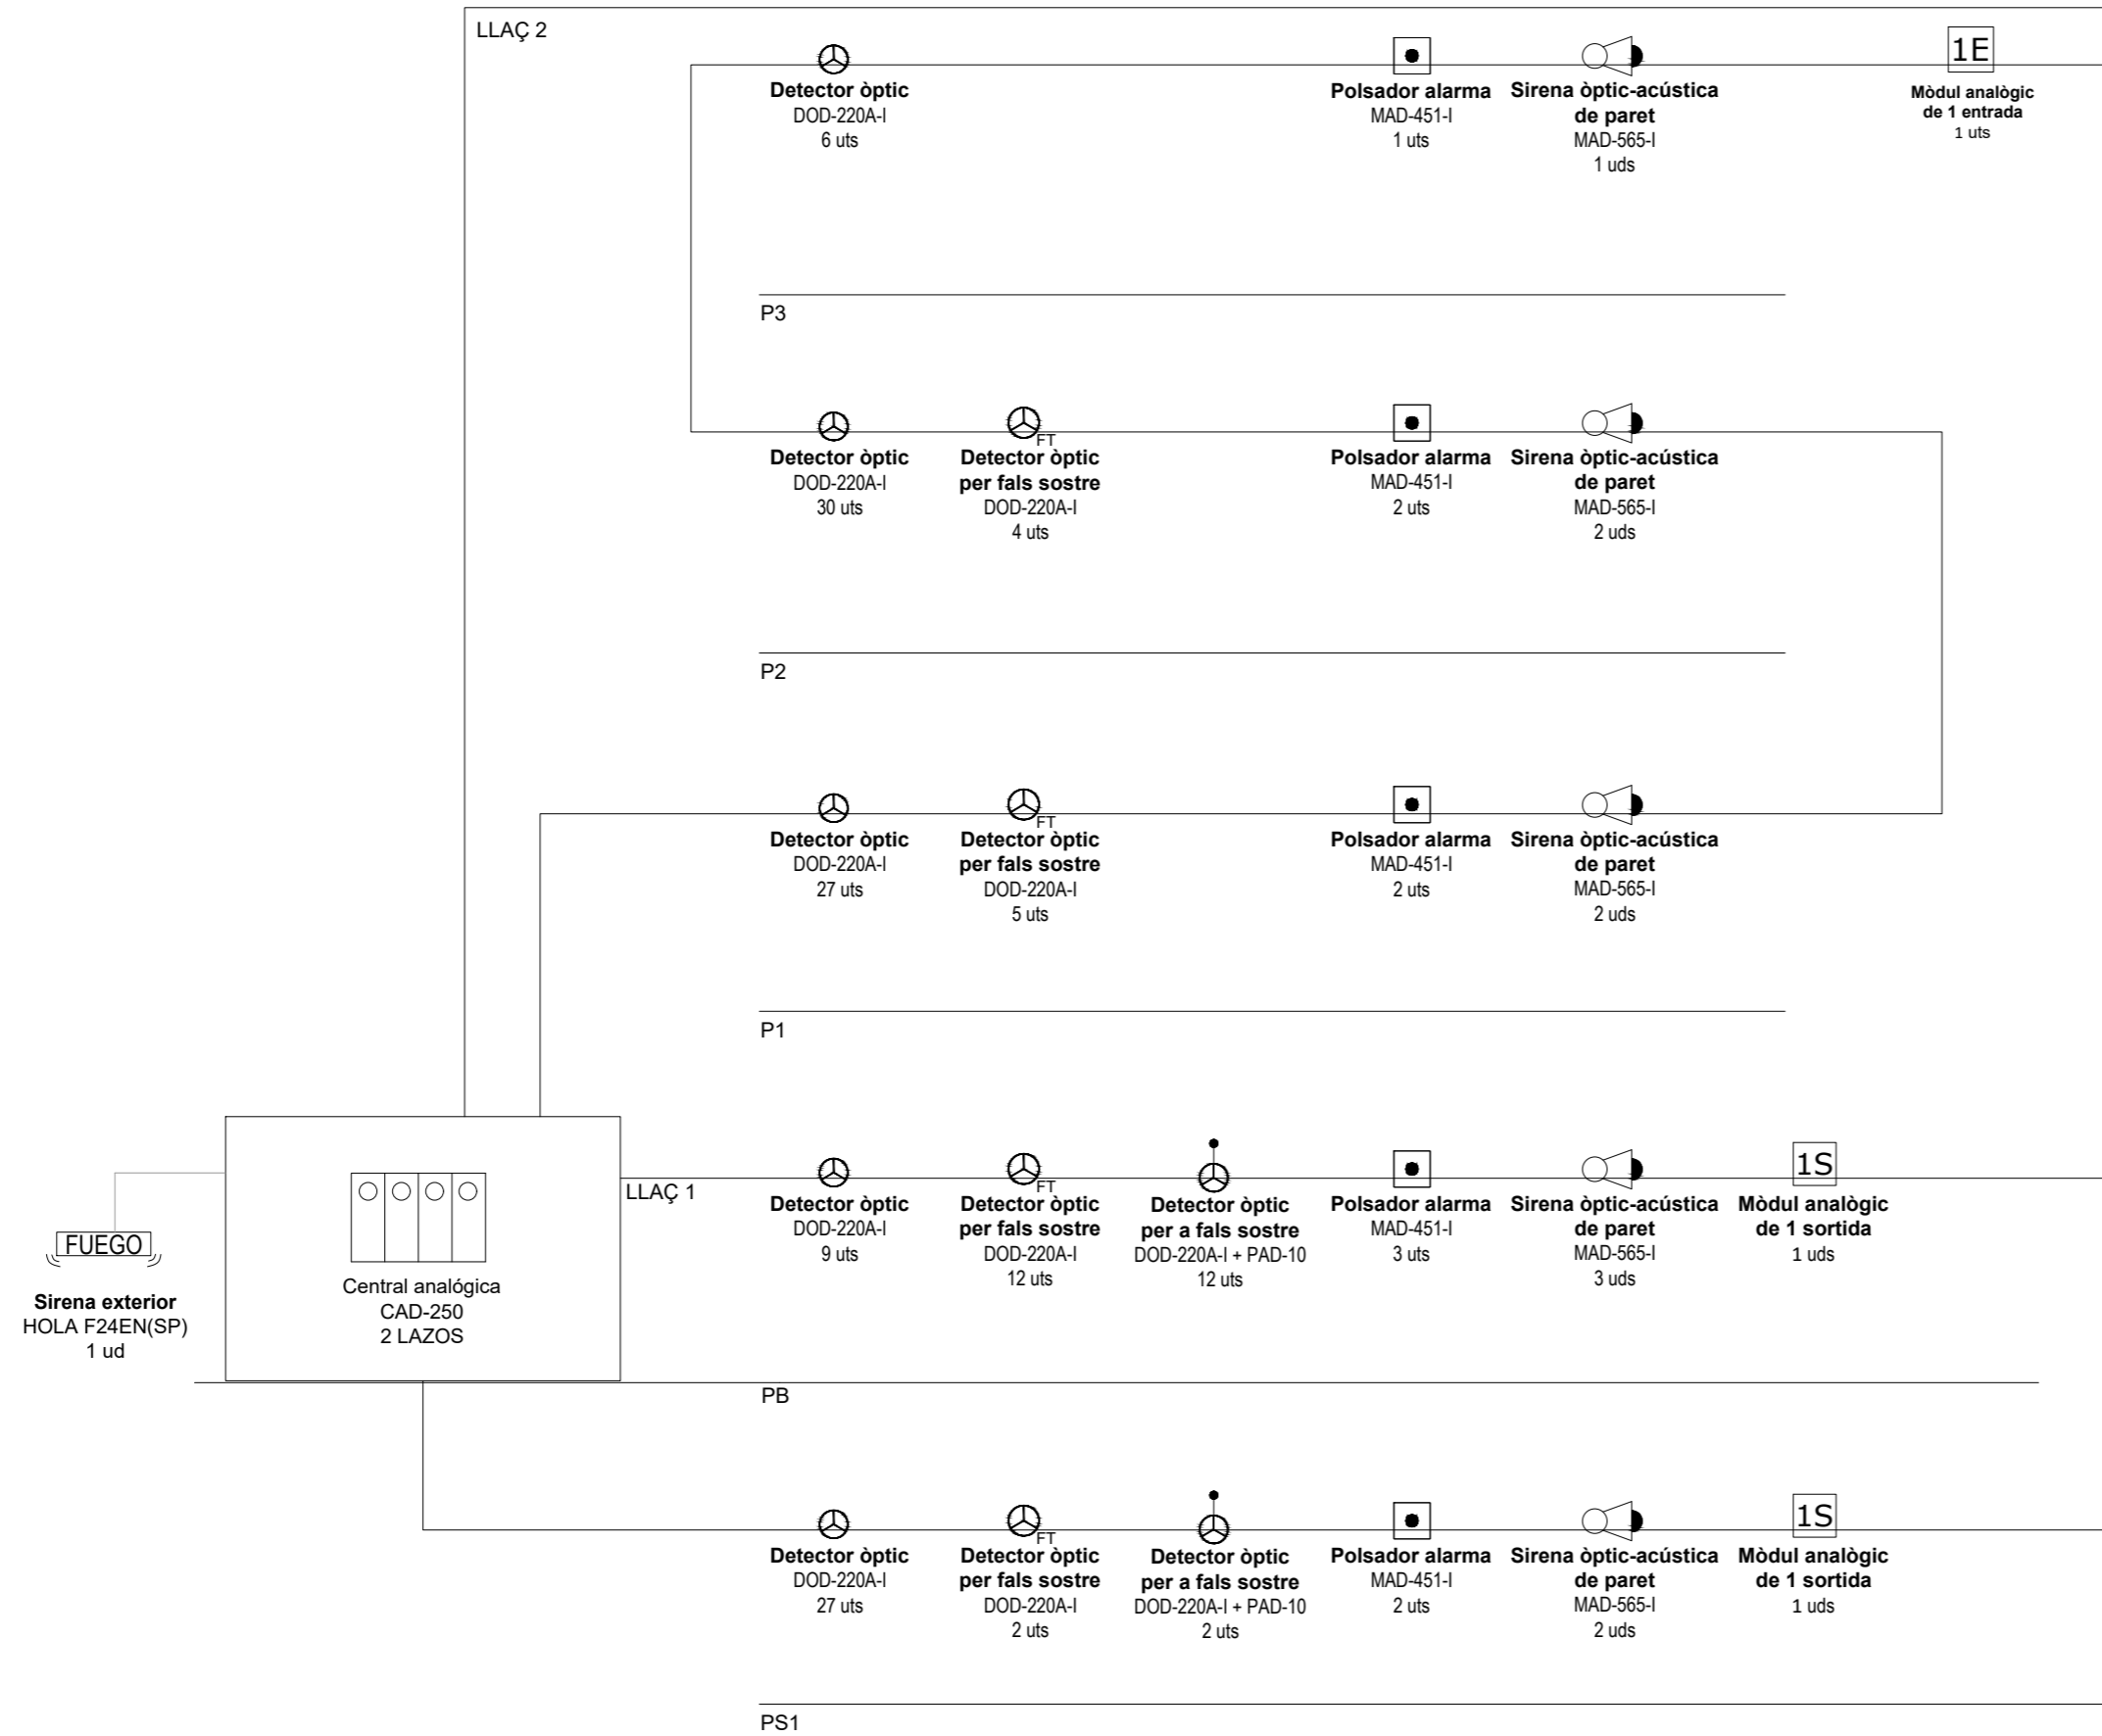 LLAÇ 2
1E
Detector òptic
DOD-220A-I
6 uts
Polsador alarma
MAD-451-I
1 uts
Sirena òptic-acústica
de paret
MAD-565-I
1 uds
Mòdul analògic
de 1 entrada
1 uts
P3
FT
Detector òptic
DOD-220A-I
30 uts
Detector òptic
per fals sostre
DOD-220A-I
4 uts
Polsador alarma
MAD-451-I
2 uts
Sirena òptic-acústica
de paret
MAD-565-I
2 uds
P2
FT
Detector òptic
DOD-220A-I
27 uts
Detector òptic
per fals sostre
DOD-220A-I
5 uts
Polsador alarma
MAD-451-I
2 uts
Sirena òptic-acústica
de paret
MAD-565-I
2 uds
P1
FUEGO
Sirena exterior
HOLA F24EN(SP)
1 ud
Central analógica
CAD-250
2 LAZOS
LLAÇ 1
FT
1S
Detector òptic
DOD-220A-I
9 uts
Detector òptic
per fals sostre
DOD-220A-I
12 uts
Detector òptic
per a fals sostre
DOD-220A-I + PAD-10
12 uts
Polsador alarma
MAD-451-I
3 uts
Sirena òptic-acústica
de paret
MAD-565-I
3 uds
Mòdul analògic
de 1 sortida
1 uds
PB
FT
1S
Detector òptic
DOD-220A-I
27 uts
Detector òptic
per fals sostre
DOD-220A-I
2 uts
Detector òptic
per a fals sostre
DOD-220A-I + PAD-10
2 uts
Polsador alarma
MAD-451-I
2 uts
Sirena òptic-acústica
de paret
MAD-565-I
2 uds
Mòdul analògic
de 1 sortida
1 uds
PS1